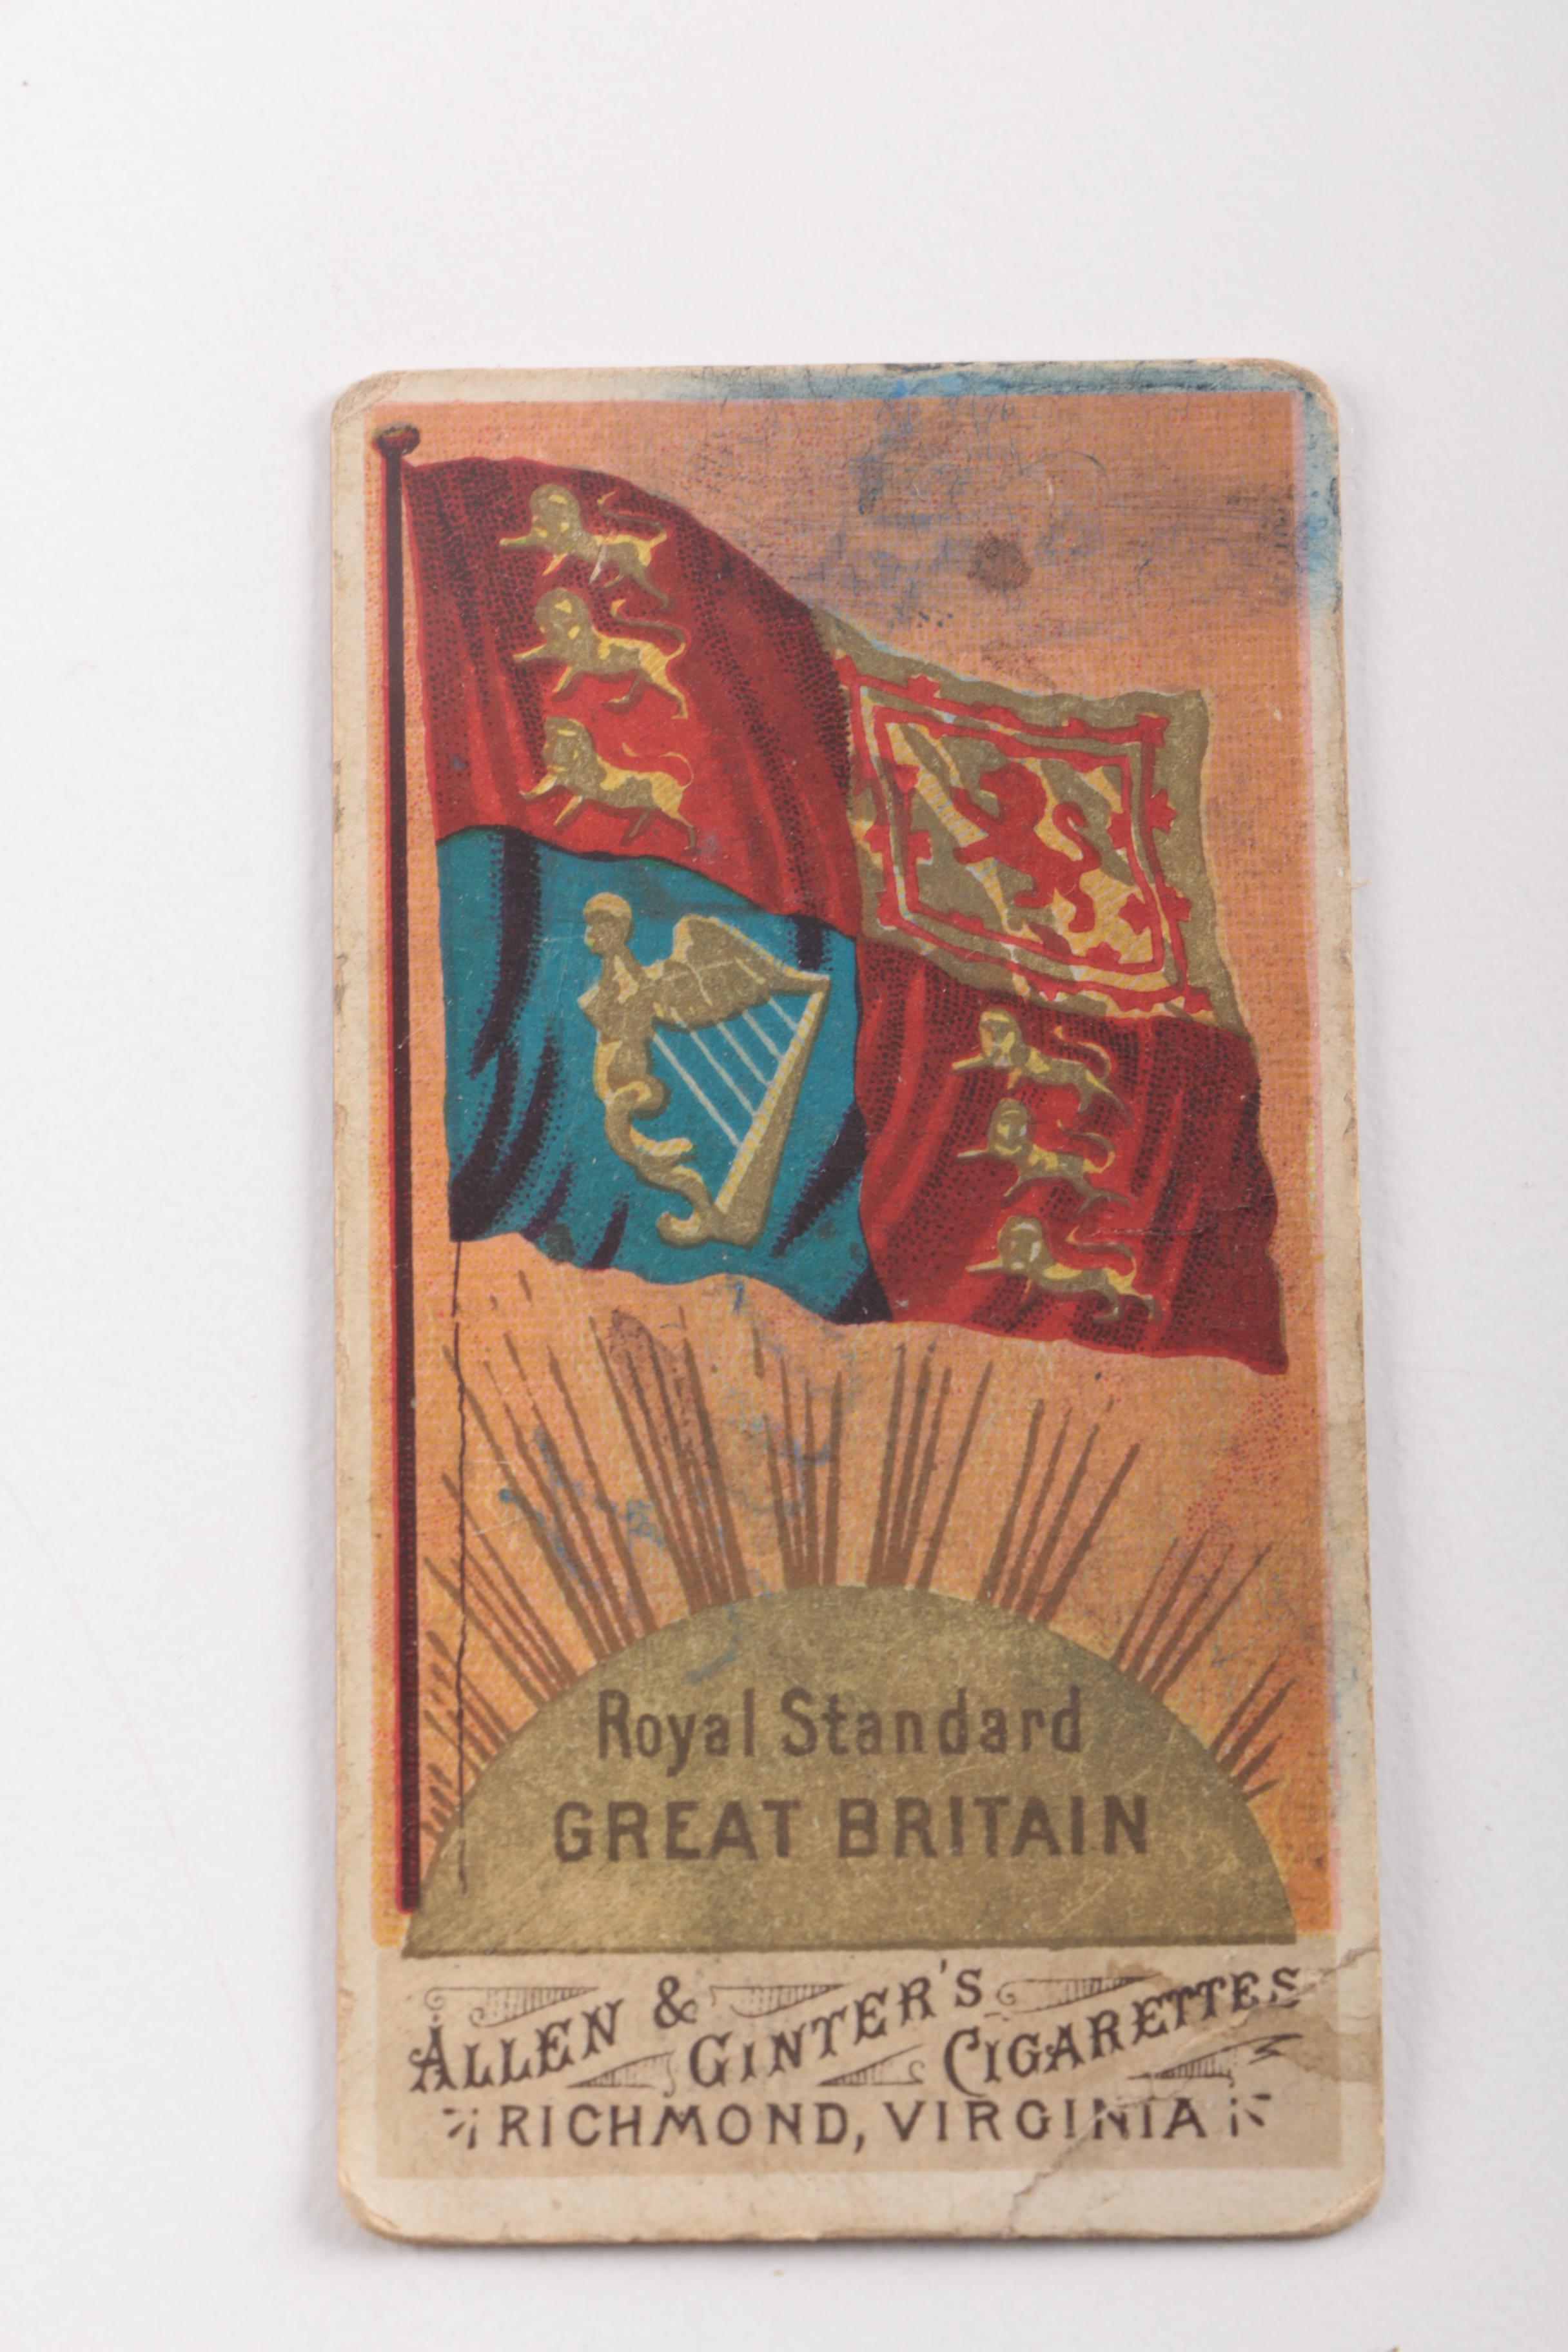 Royal Standard
GREAT BRITAIN
ALLEN & GINTER'S CIGARETTES
RICHMOND, VIRGINIA